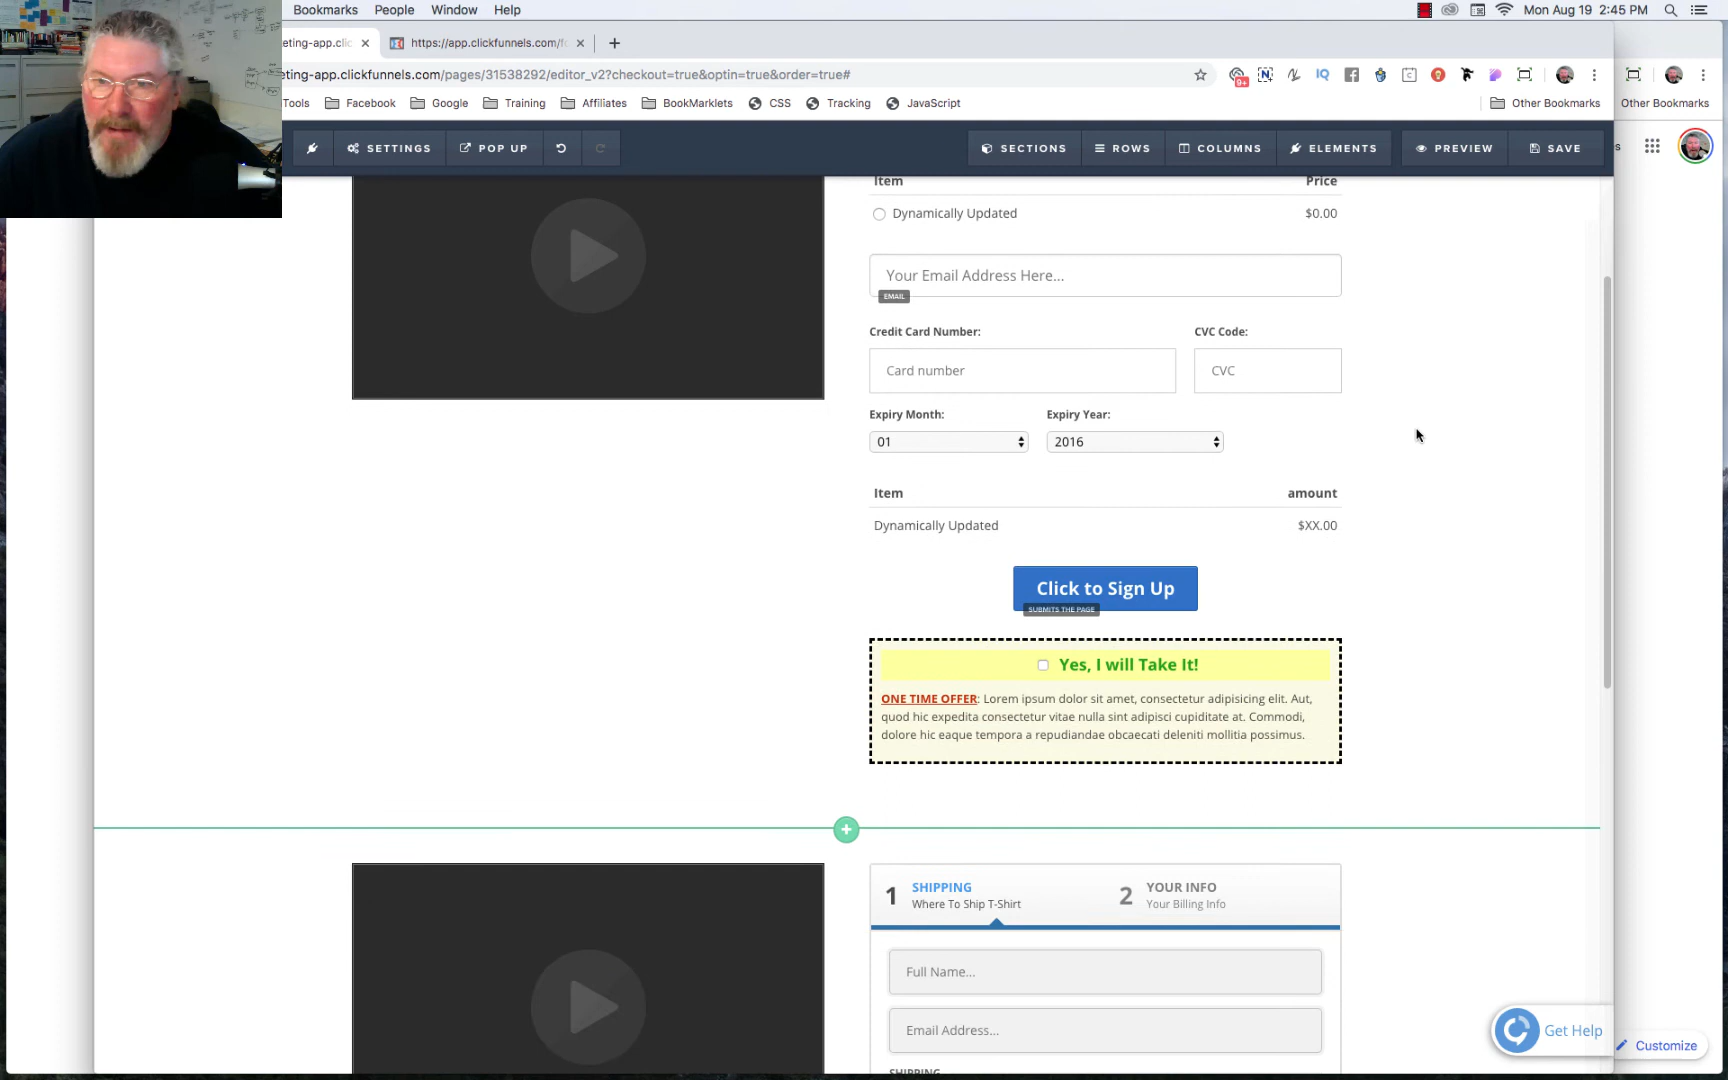 Bookmarks People Window Help
Mon Aug 19 2:45 PM
eting-app.clic
https://app.clickfunnels.com/fo
eting-app.clickfunnels.com/pages/31538292/editor_v2?checkout=true&optin=true&order=true#
9+
IQ
Tools Facebook Google Training Affiliates BookMarklets CSS Tracking JavaScript
Other Bookmarks
Other Bookmarks
SETTINGS POP UP SECTIONS ROWS COLUMNS ELEMENTS PREVIEW SAVE
s
Item Price
Dynamically Updated $0.00
Your Email Address Here...
EMAIL
Credit Card Number: CVC Code:
Card number CVC
Expiry Month: Expiry Year:
01 2016
Item amount
Dynamically Updated $XX.00
Click to Sign Up
SUBMITS THE PAGE
Yes, I will Take It!
ONE TIME OFFER: Lorem ipsum dolor sit amet, consectetur adipisicing elit. Aut,
quod hic expedita consectetur vitae nulla sint adipisci cupiditate at. Commodi,
dolore hic eaque tempora a repudiandae obcaecati deleniti mollitia possimus.
1 SHIPPING 2 YOUR INFO
Where To Ship T-Shirt Your Billing Info
Full Name...
Email Address...
SHIPPING
Get Help
Customize